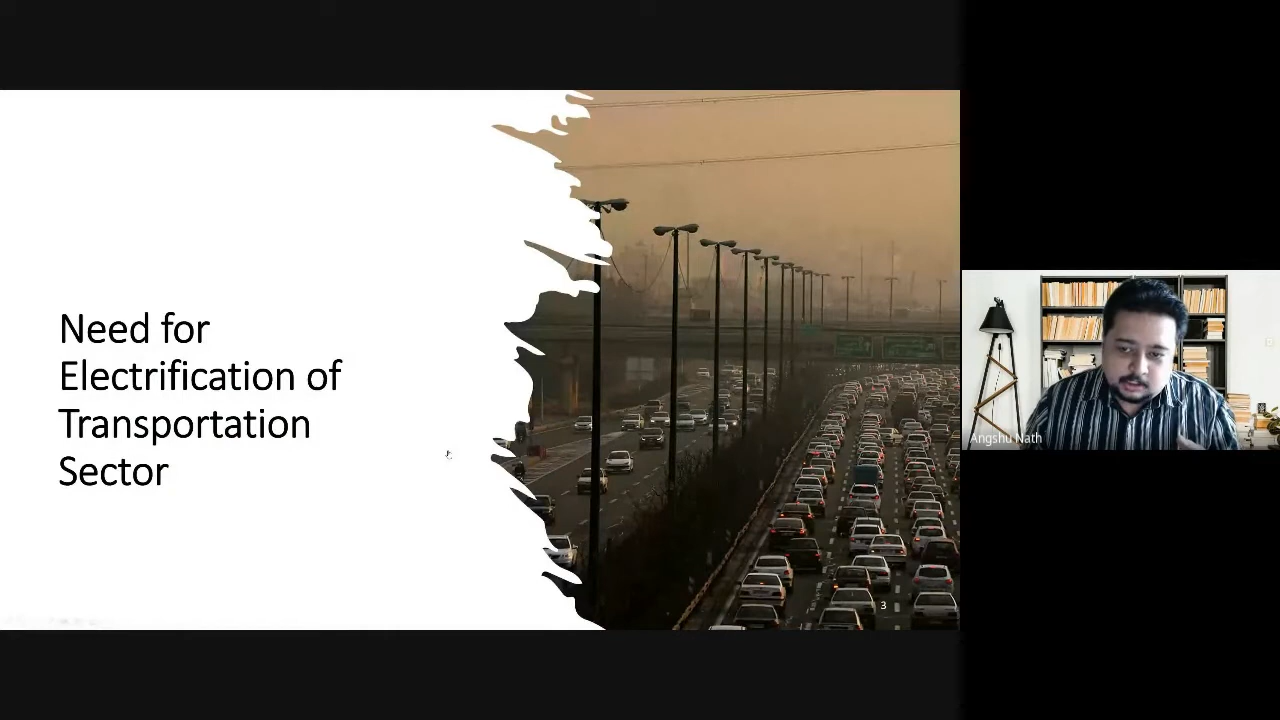 Need for
Electrification of
Transportation
Sector
3
Angshu Nath